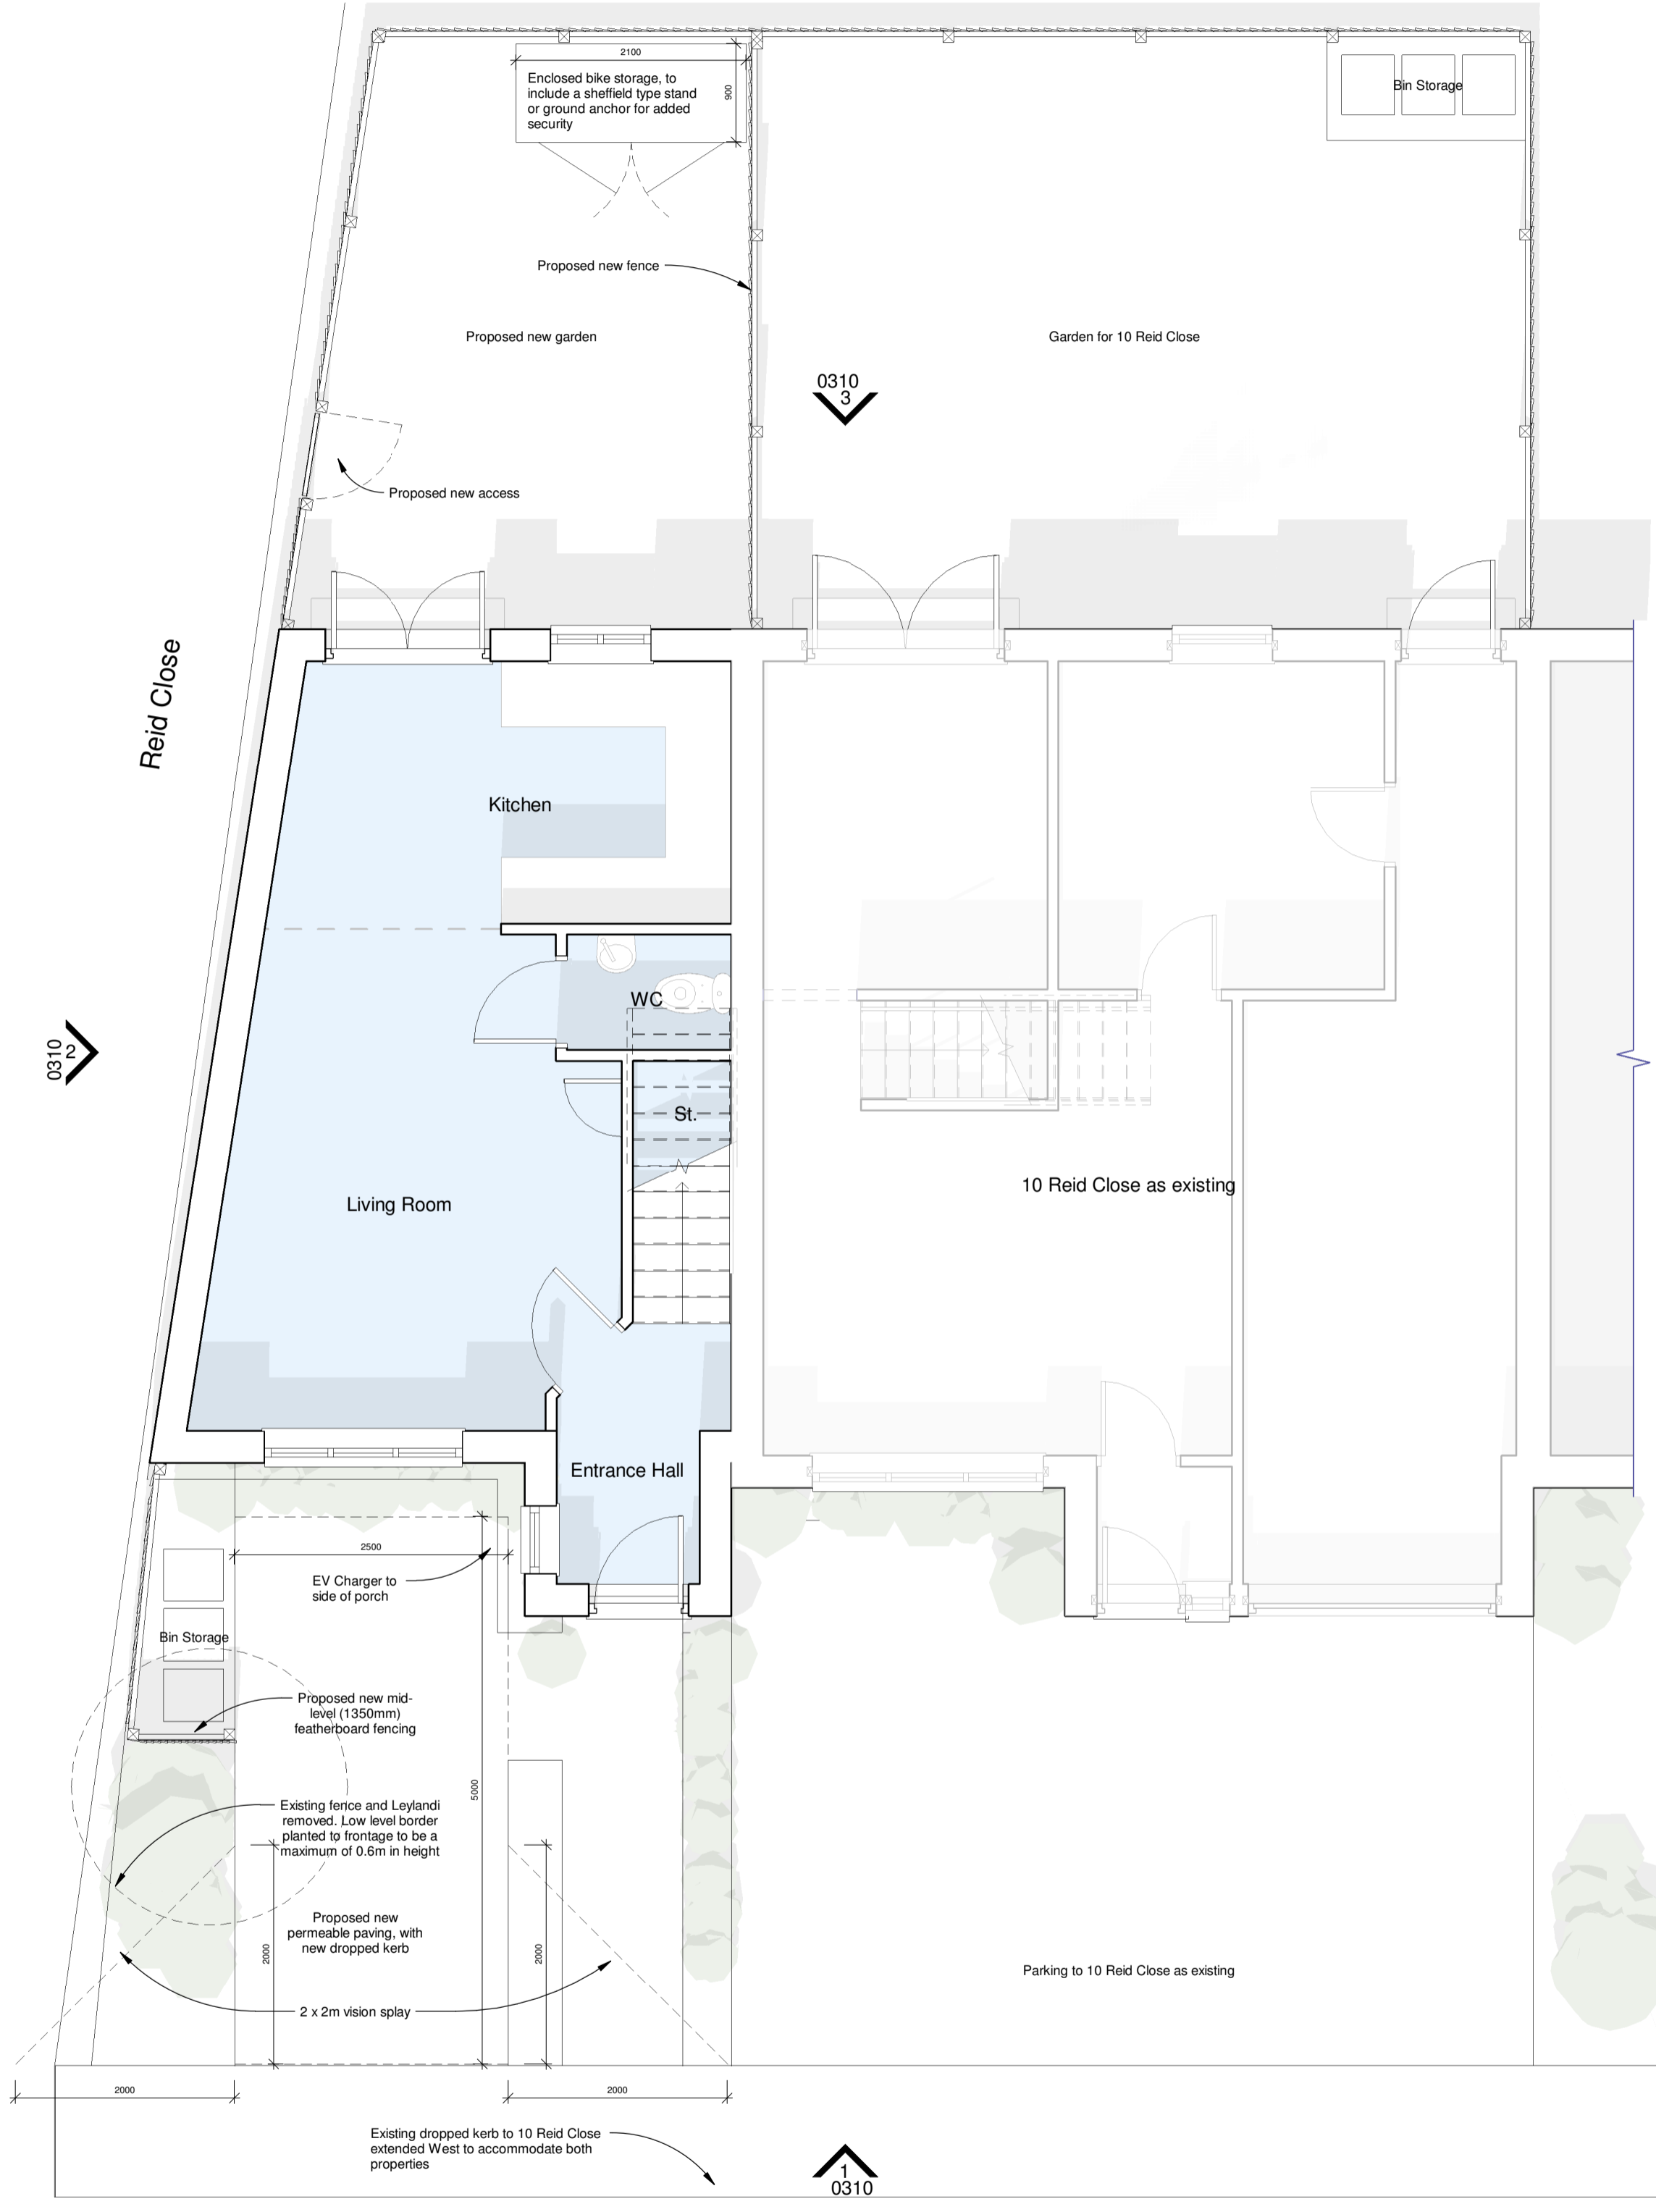 2100
Enclosed bike storage, to
include a sheffield type stand
or ground anchor for added
security
900
Bin Storage
Proposed new fence
Proposed new garden
Garden for 10 Reid Close
0310
3
Proposed new access
Reid Close
Kitchen
WC
0310
2
St.
Living Room
10 Reid Close as existing
Entrance Hall
2500
EV Charger to
side of porch
Bin Storage
Proposed new mid-
level (1350mm)
featherboard fencing
5000
Existing fence and Leylandi
removed. Low level border
planted to frontage to be a
maximum of 0.6m in height
Proposed new
permeable paving, with
new dropped kerb
2000
2000
Parking to 10 Reid Close as existing
2 x 2m vision splay
2000
2000
Existing dropped kerb to 10 Reid Close
extended West to accommodate both
properties
1
0310